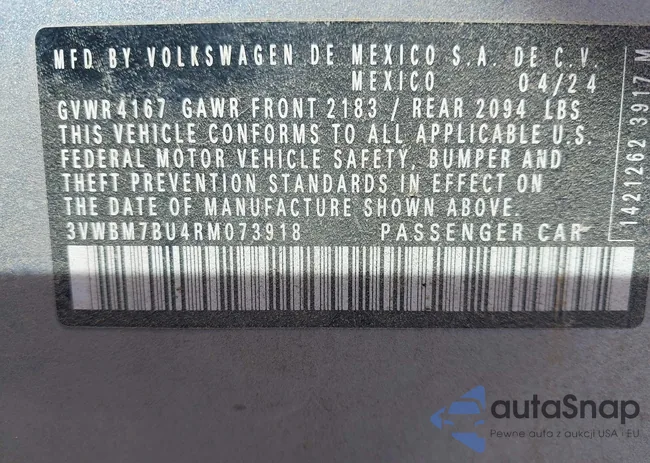 MFD BY VOLKSWAGEN DE MEXICO S.A. DE C.V.
MEXICO 04/24
GVWR4167 GAWR FRONT 2183 / REAR 2094 LBS
THIS VEHICLE CONFORMS TO ALL APPLICABLE U.S.
FEDERAL MOTOR VEHICLE SAFETY, BUMPER AND
THEFT PREVENTION STANDARDS IN EFFECT ON
THE DATE OF MANUFACTURE SHOWN ABOVE.
3VWBM7BU4RM073918 PASSENGER CAR
1421262 3917 M
autoSnap
Pewne auta z aukcji USA · EU